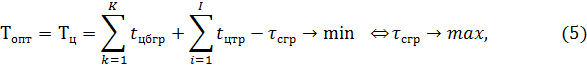 Т_опт = Т_ц = ∑_{k=1}^{K} t_цбгр + ∑_{i=1}^{I} t_цтр − τ_сгр → min ⇔ τ_сгр → max, (5)